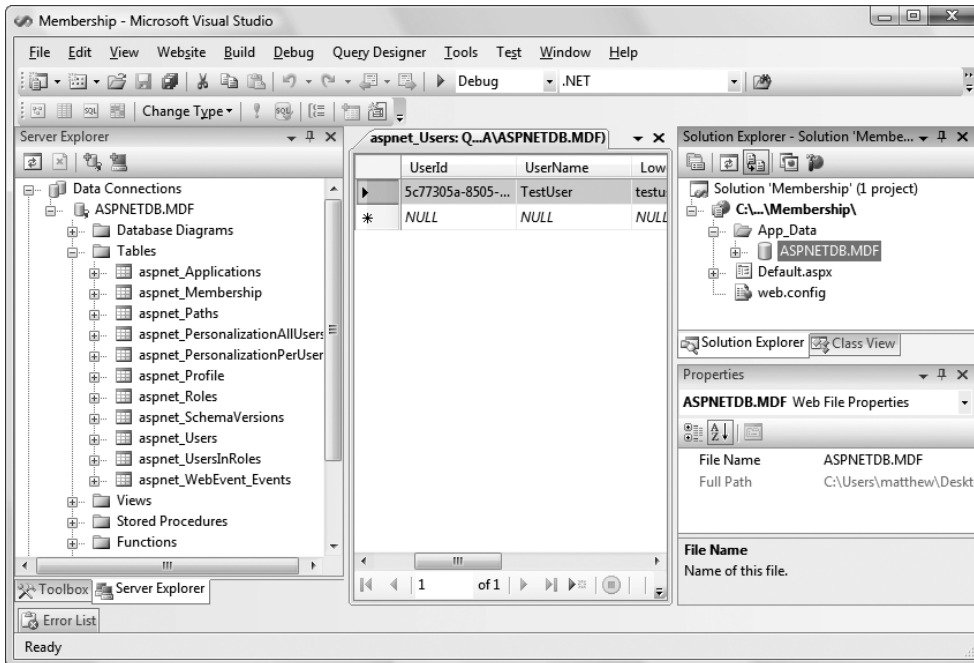 Membership - Microsoft Visual Studio
File Edit View Website Build Debug Query Designer Tools Test Window Help
Debug .NET
SQL Change Type SQL
Server Explorer
Data Connections
ASPNETDB.MDF
Database Diagrams
Tables
aspnet_Applications
aspnet_Membership
aspnet_Paths
aspnet_PersonalizationAllUsers
aspnet_PersonalizationPerUser
aspnet_Profile
aspnet_Roles
aspnet_SchemaVersions
aspnet_Users
aspnet_UsersInRoles
aspnet_WebEvent_Events
Views
Stored Procedures
Functions
Toolbox Server Explorer
aspnet_Users: Q...A\ASPNETDB.MDF)
UserId UserName Low
5c77305a-8505-... TestUser testu
NULL NULL NULL
1 of 1
Solution Explorer - Solution 'Membe...
Solution 'Membership' (1 project)
C:\...\Membership\
App_Data
ASPNETDB.MDF
Default.aspx
web.config
Solution Explorer Class View
Properties
ASPNETDB.MDF Web File Properties
File Name ASPNETDB.MDF
Full Path C:\Users\matthew\Deskt
File Name
Name of this file.
Error List
Ready